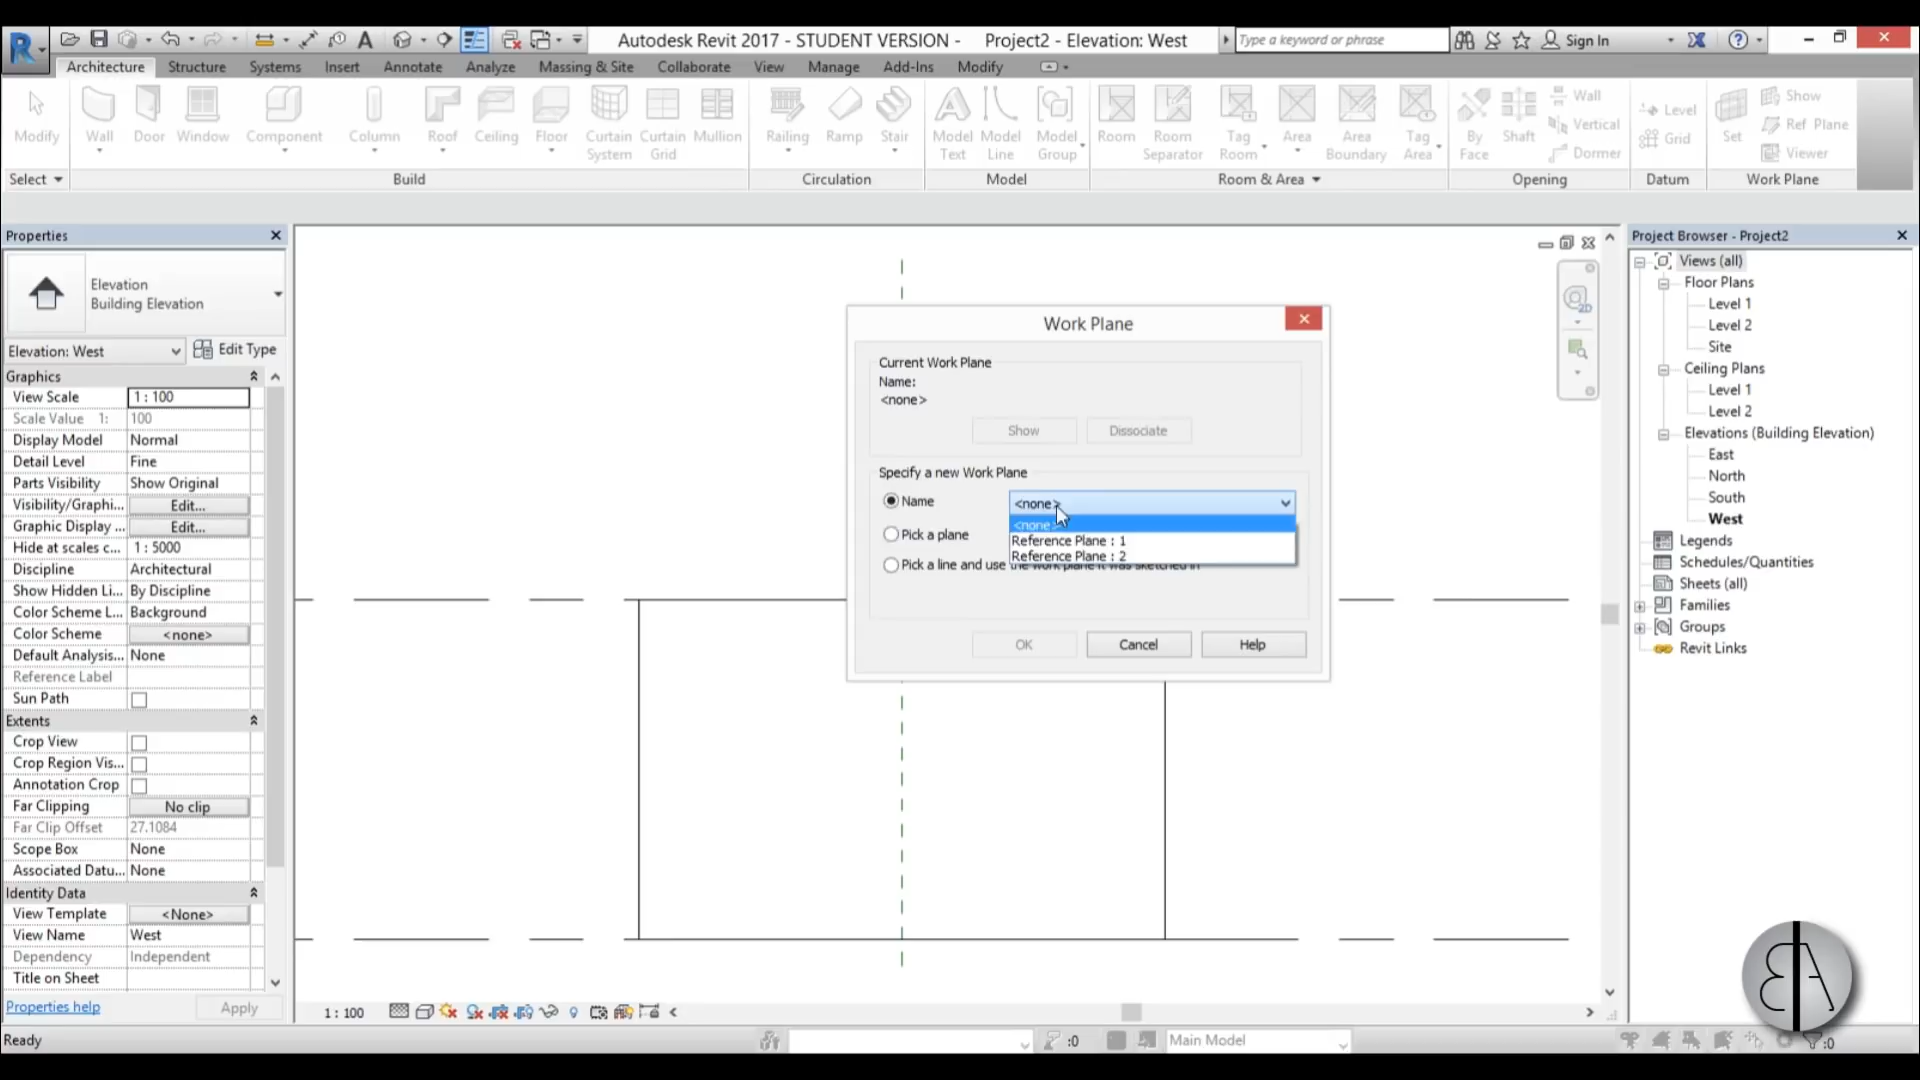 Autodesk Revit 2017 - STUDENT VERSION - Project2 - Elevation: West
Type a keyword or phrase
Sign In
Architecture Structure Systems Insert Annotate Analyze Massing & Site Collaborate View Manage Add-Ins Modify
Modify
Wall
Door
Window
Component
Column
Roof
Ceiling
Floor
Curtain System
Curtain Grid
Mullion
Railing
Ramp
Stair
Model Text
Model Line
Model Group
Room
Room Separator
Tag Room
Area
Area Boundary
Tag Area
By Face
Shaft
Wall
Vertical
Dormer
Level
Grid
Set
Show
Ref Plane
Viewer
Select
Build
Circulation
Model
Room & Area
Opening
Datum
Work Plane
Properties
Elevation
Building Elevation
Elevation: West
Edit Type
Graphics
View Scale 1 : 100
Scale Value 1: 100
Display Model Normal
Detail Level Fine
Parts Visibility Show Original
Visibility/Graphi... Edit...
Graphic Display ... Edit...
Hide at scales c... 1 : 5000
Discipline Architectural
Show Hidden Li... By Discipline
Color Scheme L... Background
Color Scheme <none>
Default Analysis... None
Reference Label
Sun Path
Extents
Crop View
Crop Region Vis...
Annotation Crop
Far Clipping No clip
Far Clip Offset 27.1084
Scope Box None
Associated Datu... None
Identity Data
View Template <None>
View Name West
Dependency Independent
Title on Sheet
Properties help
Apply
2D
Work Plane
Current Work Plane
Name:
<none>
Show Dissociate
Specify a new Work Plane
Name
<none>
<none>
Reference Plane : 1
Reference Plane : 2
Pick a plane
Pick a line and use the work plane it was sketched in
OK Cancel Help
Project Browser - Project2
Views (all)
Floor Plans
Level 1
Level 2
Site
Ceiling Plans
Level 1
Level 2
Elevations (Building Elevation)
East
North
South
West
Legends
Schedules/Quantities
Sheets (all)
Families
Groups
Revit Links
1 : 100
Ready
:0
Main Model
:0